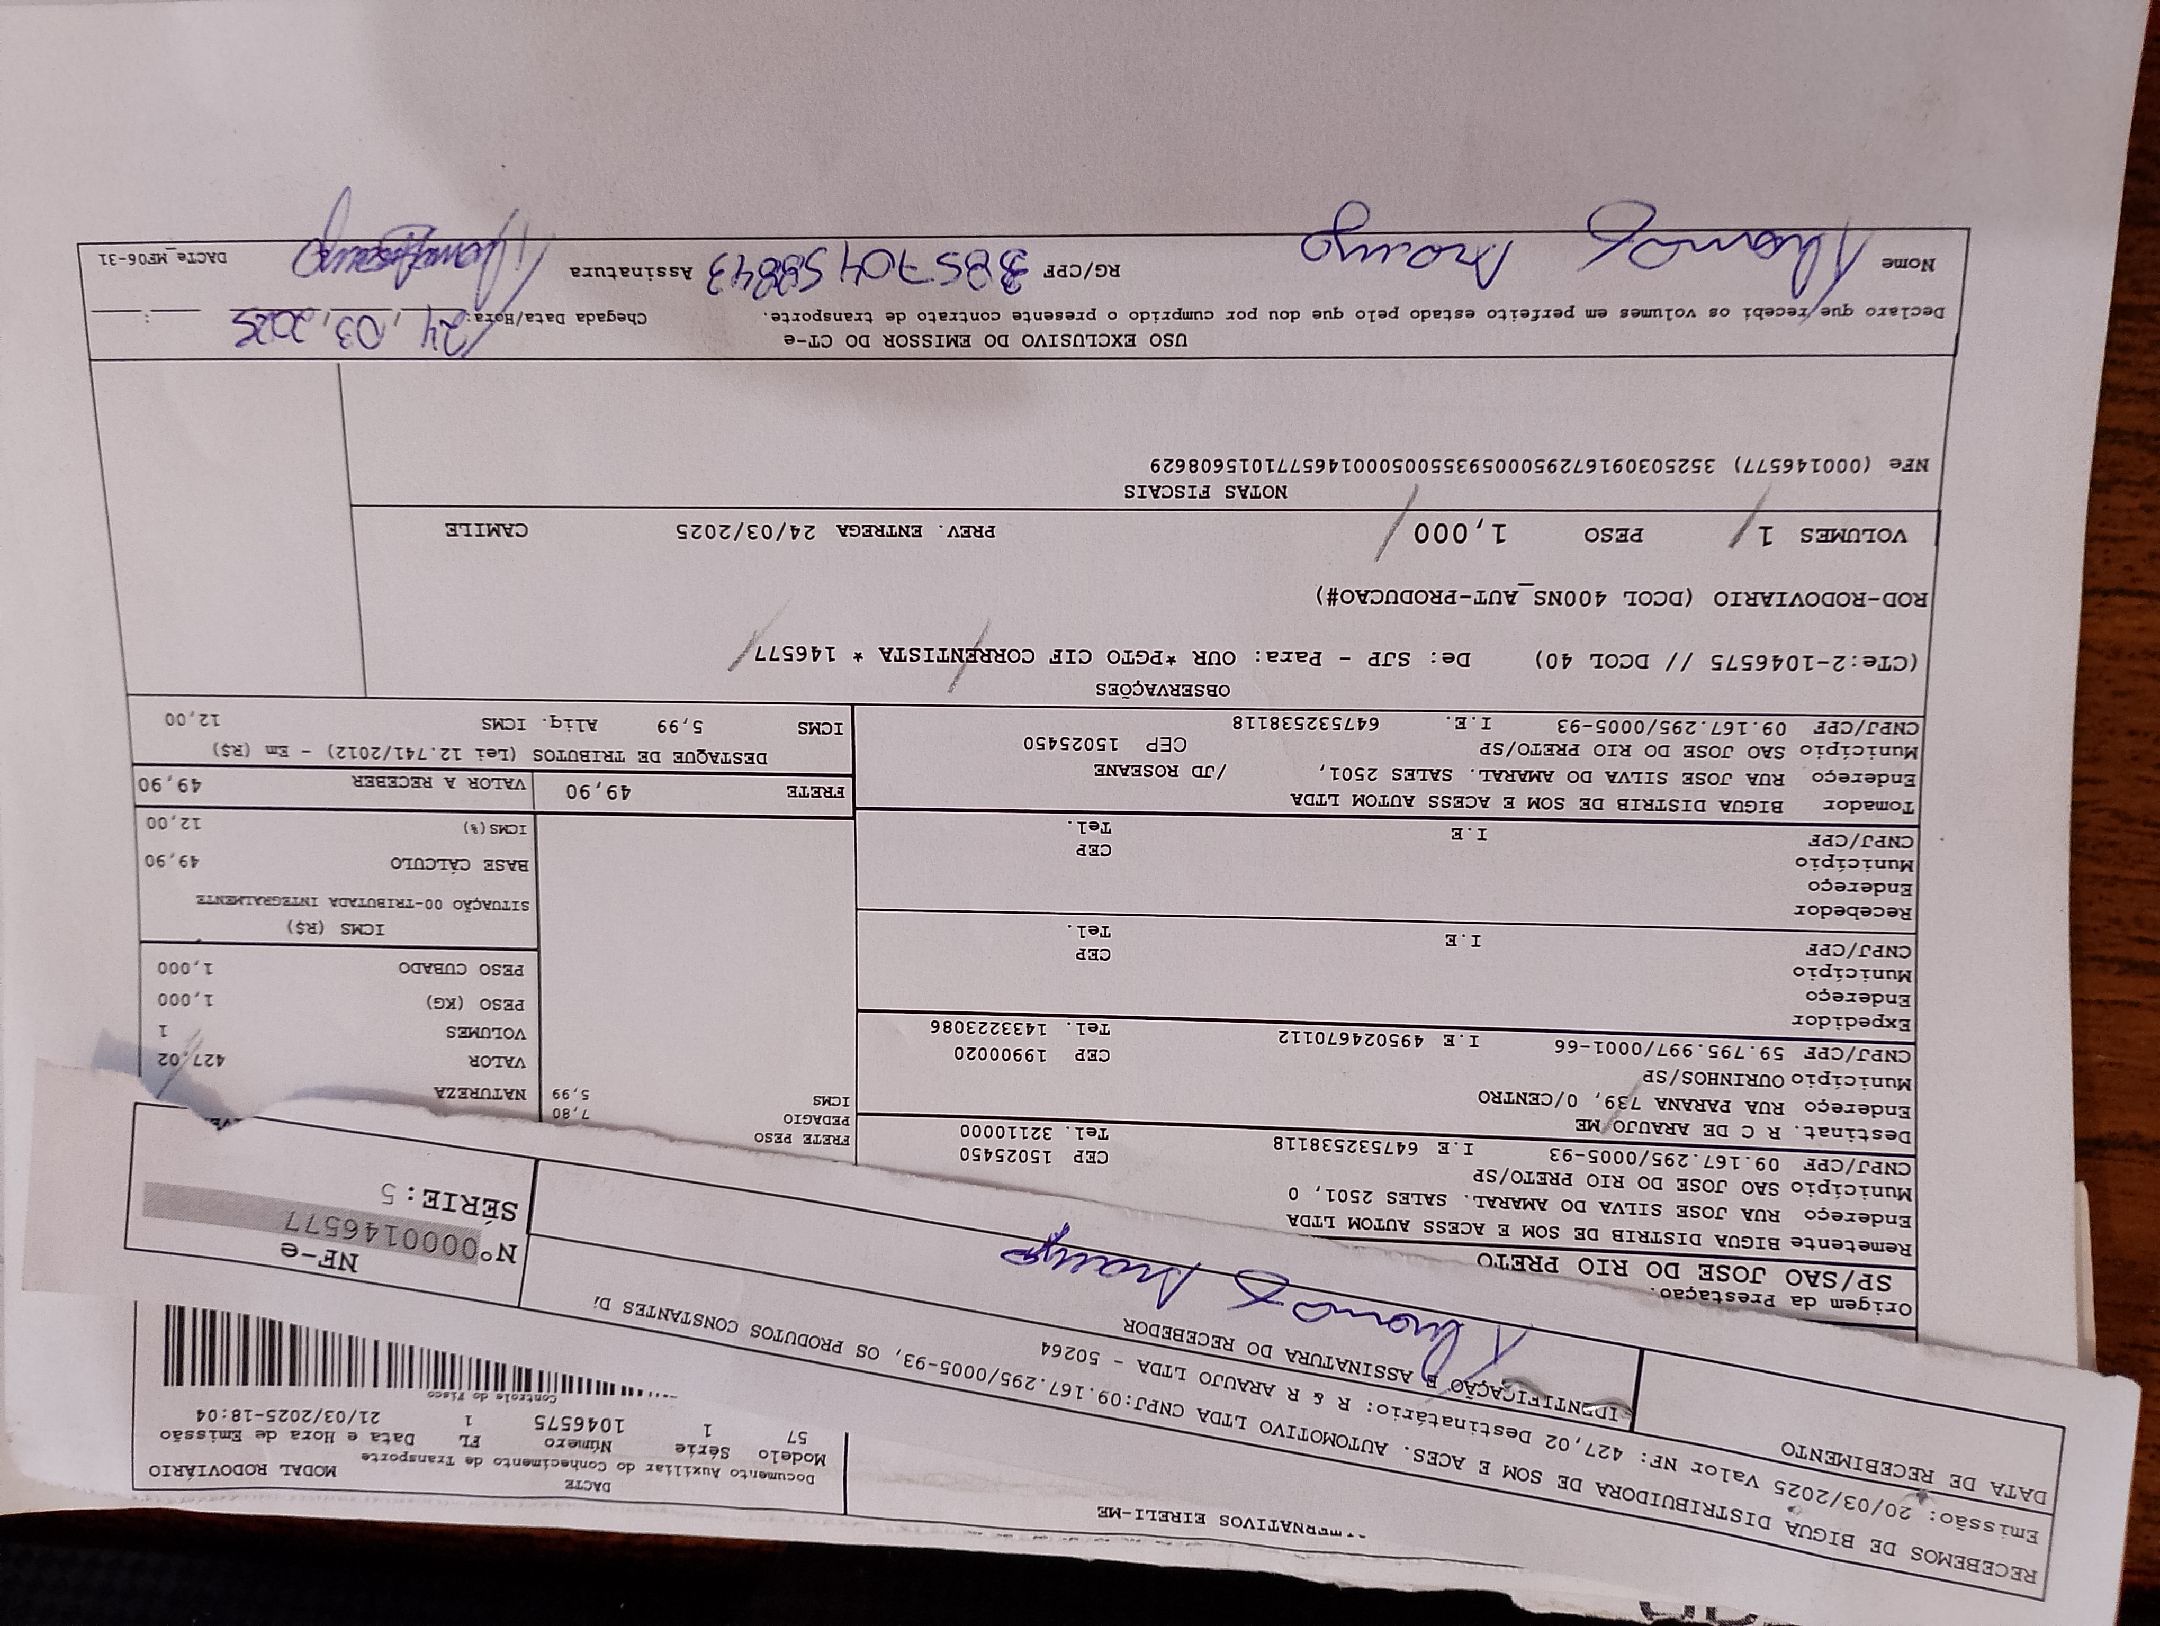 RECEBEMOS DE BIGUA DISTRIBUIDORA DE SOM E ACES. AUTOMOTIVO LTDA CNPJ:09.167.295/0005-93, OS PRODUTOS CONSTANTES
Emissão: 20/03/2025 Valor NF: 427,02 Destinatário: R & R ARAUJO LTDA - 50264
DATA DE RECEBIMENTO
IDENTIFICAÇÃO E ASSINATURA DO RECEBEDOR
Araujo
NF-e
Nº000146577
SÉRIE:5
EIRELI-ME
DACTE
Documento Auxiliar do Conhecimento de Transporte
MODAL RODOVIÁRIO
Modelo Série Número FL Data e Hora de Emissão
57 1 1046575 1 21/03/2025-18:04
Controle do Fisco
Origem da Prestação:
SP/SAO JOSE DO RIO PRETO
Remetente BIGUA DISTRIB DE SOM E ACESS AUTOM LTDA
Endereço RUA JOSE SILVA DO AMARAL. SALES 2501, 0
Município SAO JOSE DO RIO PRETO/SP CEP 15025450
CNPJ/CPF 09.167.295/0005-93 I.E 647532538118 Tel. 32110000
Destinat. R C DE ARAUJO ME
Endereço RUA PARANA 739, 0/CENTRO
Município OURINHOS/SP CEP 19900020
CNPJ/CPF 59.795.997/0001-66 I.E 495024670112 Tel. 1433223086
Expedidor
Endereço
Município CEP
CNPJ/CPF I.E Tel.
Recebedor
Endereço
Município CEP
CNPJ/CPF I.E Tel.
Tomador BIGUA DISTRIB DE SOM E ACESS AUTOM LTDA
Endereço RUA JOSE SILVA DO AMARAL. SALES 2501, /JD ROSEANE
Município SAO JOSE DO RIO PRETO/SP CEP 15025450
CNPJ/CPF 09.167.295/0005-93 I.E. 647532538118
FRETE PESO
PEDAGIO 7,80
ICMS 5,99
NATUREZA
VALOR 427,02
VOLUMES 1
PESO (KG) 1,000
PESO CUBADO 1,000
ICMS (R$)
SITUAÇÃO 00-TRIBUTADA INTEGRALMENTE
BASE CÁLCULO 49,90
ICMS(%) 12,00
FRETE 49,90 VALOR A RECEBER 49,90
DESTAQUE DE TRIBUTOS (Lei 12.741/2012) - Em (R$)
ICMS 5,99 Aliq. ICMS 12,00
OBSERVAÇÕES
(CTe:2-1046575 // DCOL 40) De: SJP - Para: OUR *PGTO CIF CORRENTISTA * 146577
ROD-RODOVIARIO (DCOL 400NS_AUT-PRODUCAO#)
VOLUMES 1 PESO 1,000 PREV. ENTREGA 24/03/2025 CAMILE
NOTAS FISCAIS
NFe (000146577) 35250309167295000593550050001465771015608629
USO EXCLUSIVO DO EMISSOR DO CT-e
Declaro que recebi os volumes em perfeito estado pelo que dou por cumprido o presente contrato de transporte. Chegada Data/Hora: 24/03/2025 :
Nome Araujo RG/CPF 38570458843 Assinatura DACTe_MF06-31